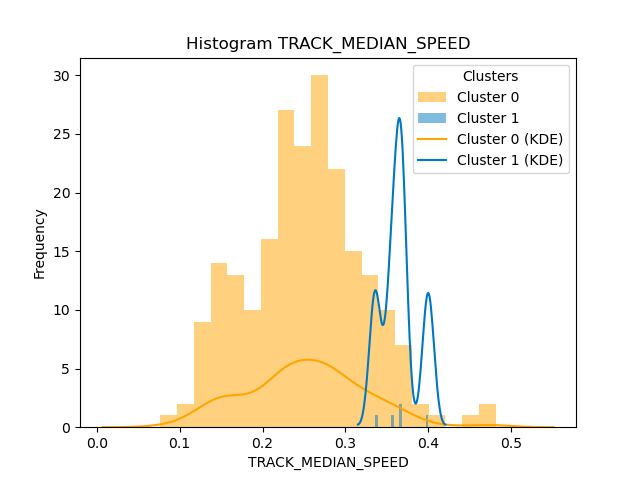 Histogram TRACK_MEDIAN_SPEED
Clusters
Cluster 0
Cluster 1
Cluster 0 (KDE)
Cluster 1 (KDE)
Frequency
30
25
20
15
10
5
0
0.0 0.1 0.2 0.3 0.4 0.5
TRACK_MEDIAN_SPEED